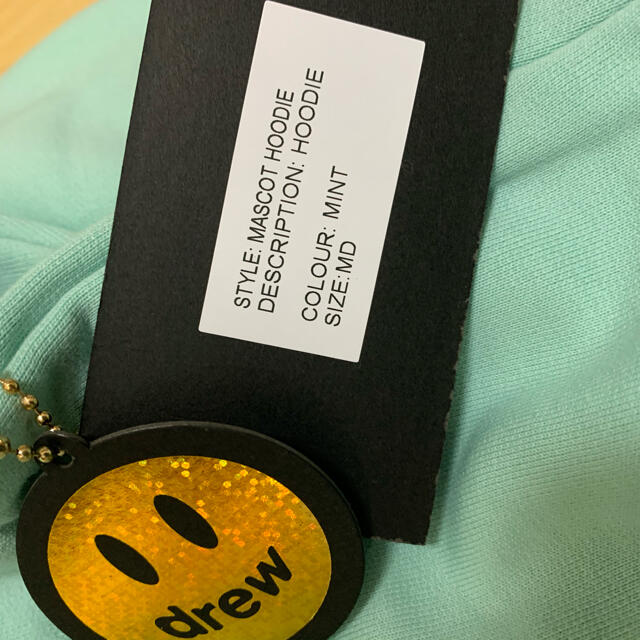 STYLE: MASCOT HOODIE
DESCRIPTION: HOODIE
COLOUR: MINT
SIZE:MD
drew